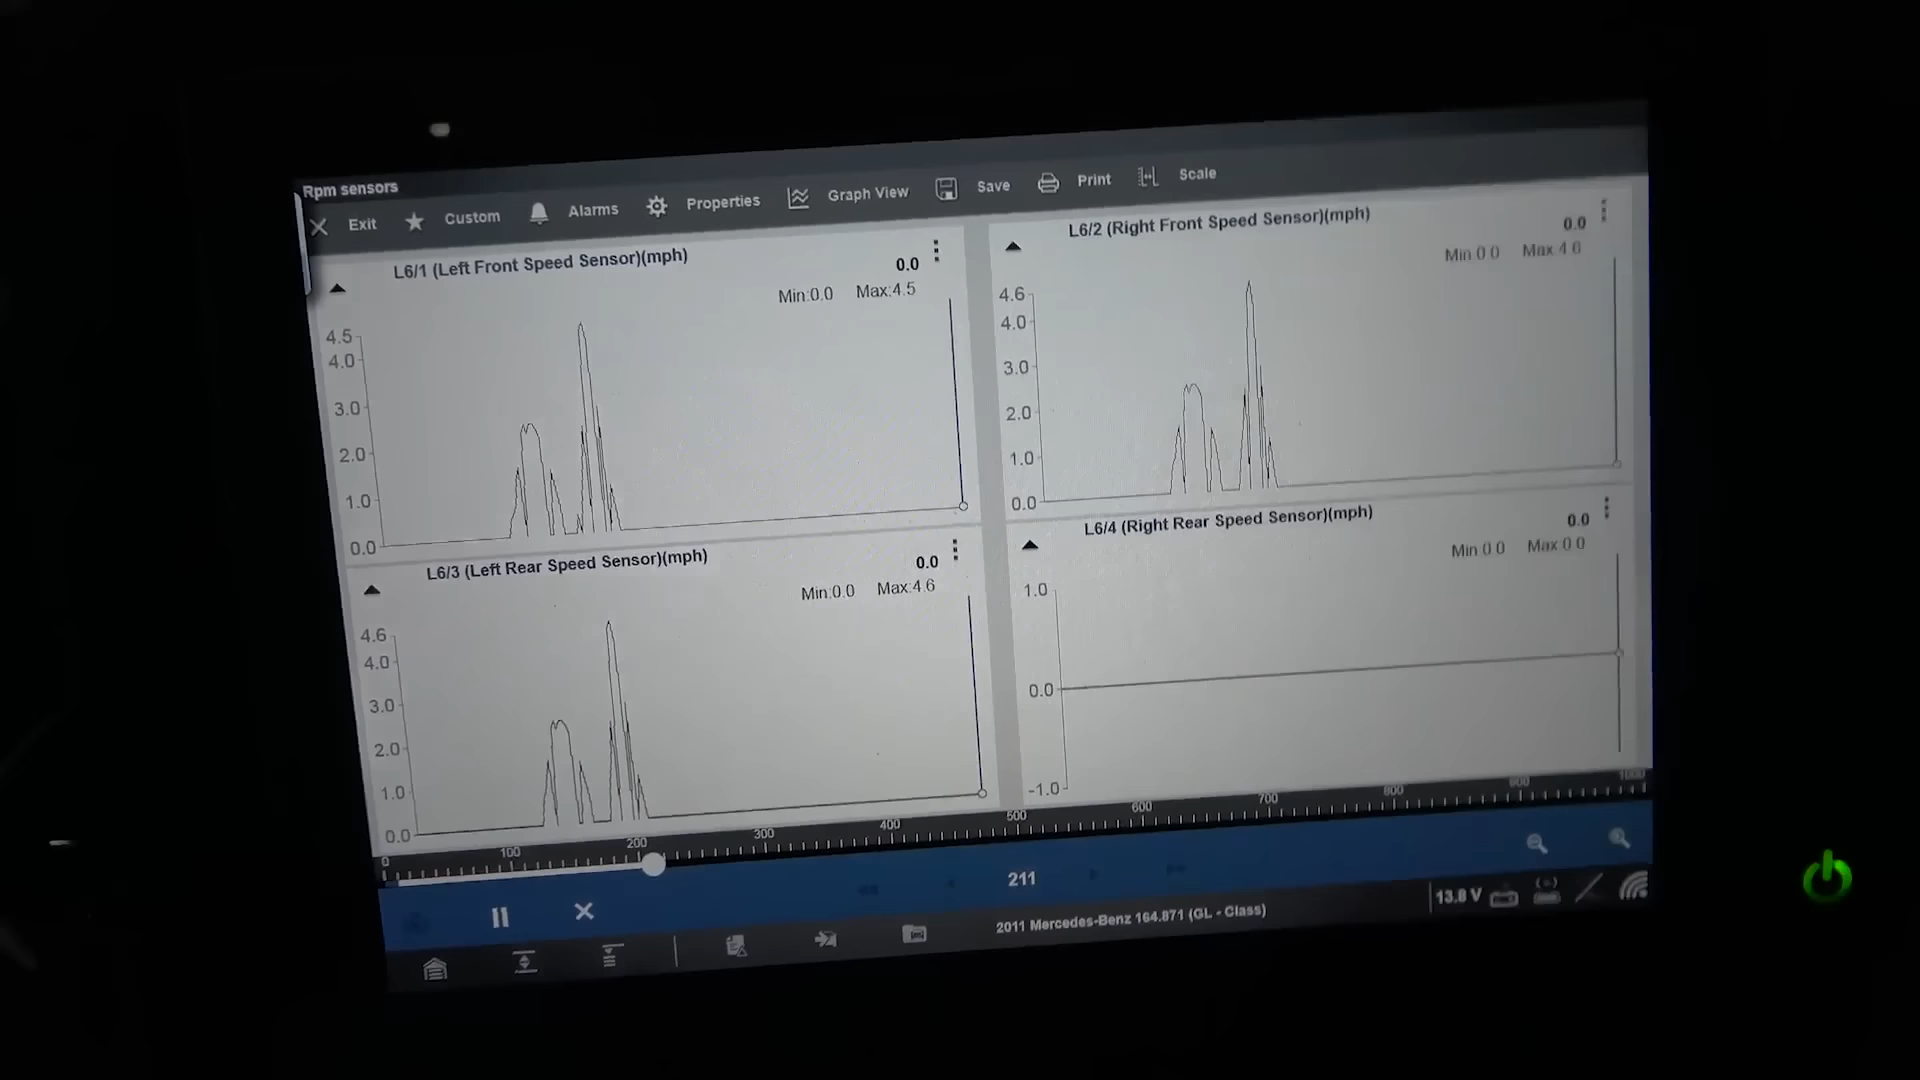 Rpm sensors
Exit Custom Alarms Properties Graph View Save Print Scale
L6/1 (Left Front Speed Sensor)(mph)
0.0
Min:0.0 Max:4.5
4.5
4.0
3.0
2.0
1.0
0.0
L6/2 (Right Front Speed Sensor)(mph)
0.0
Min 0 0 Max 4 6
4.6
4.0
3.0
2.0
1.0
0.0
L6/3 (Left Rear Speed Sensor)(mph)
0.0
Min:0.0 Max:4.6
4.6
4.0
3.0
2.0
1.0
0.0
L6/4 (Right Rear Speed Sensor)(mph)
0.0
Min 0 0 Max 0 0
1.0
0.0
-1.0
0 100 200 300 400 500 600 700 800 900 1000
211
2011 Mercedes-Benz 164.871 (GL - Class)
13.8 V